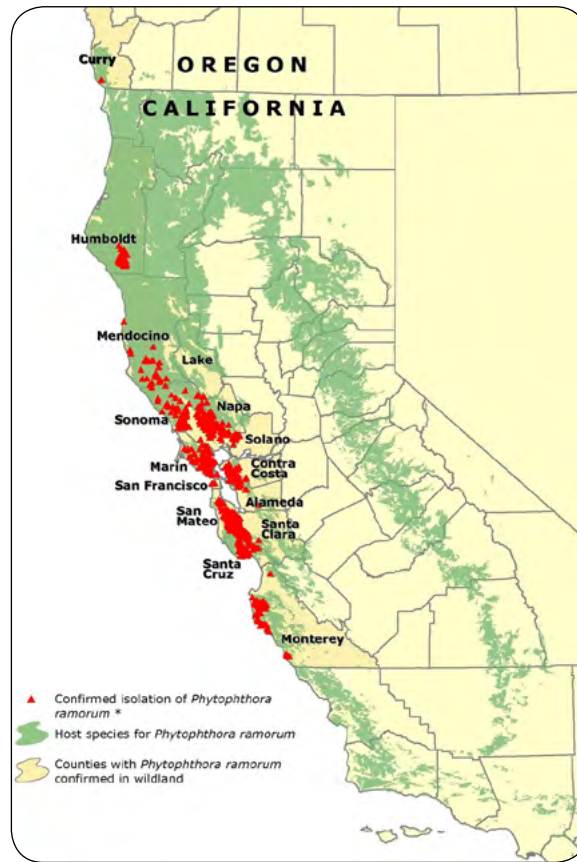 Curry
OREGON
CALIFORNIA
Humboldt
Mendocino
Lake
Napa
Sonoma
Solano
Marin
Contra
Costa
San Francisco
Alameda
San
Mateo
Santa
Clara
Santa
Cruz
Monterey
Confirmed isolation of Phytophthora
ramorum *
Host species for Phytophthora ramorum
Counties with Phytophthora ramorum
confirmed in wildland